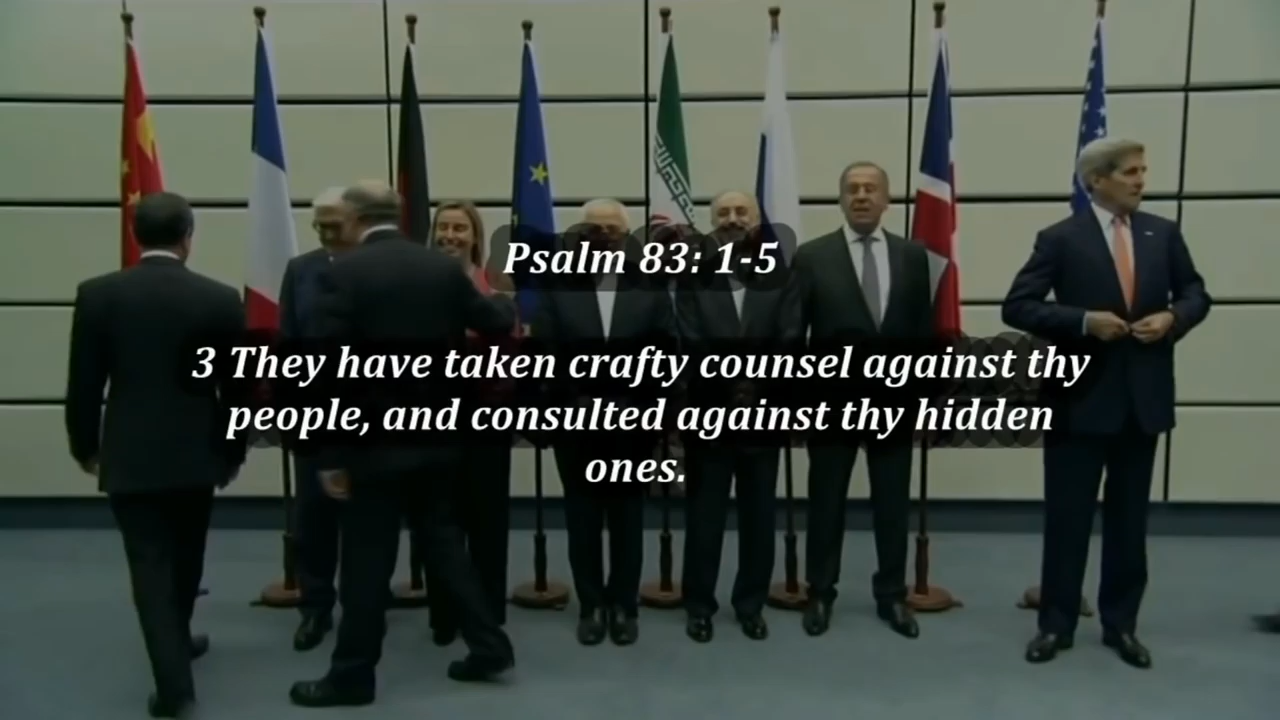 Psalm 83: 1-5
3 They have taken crafty counsel against thy
people, and consulted against thy hidden
ones.